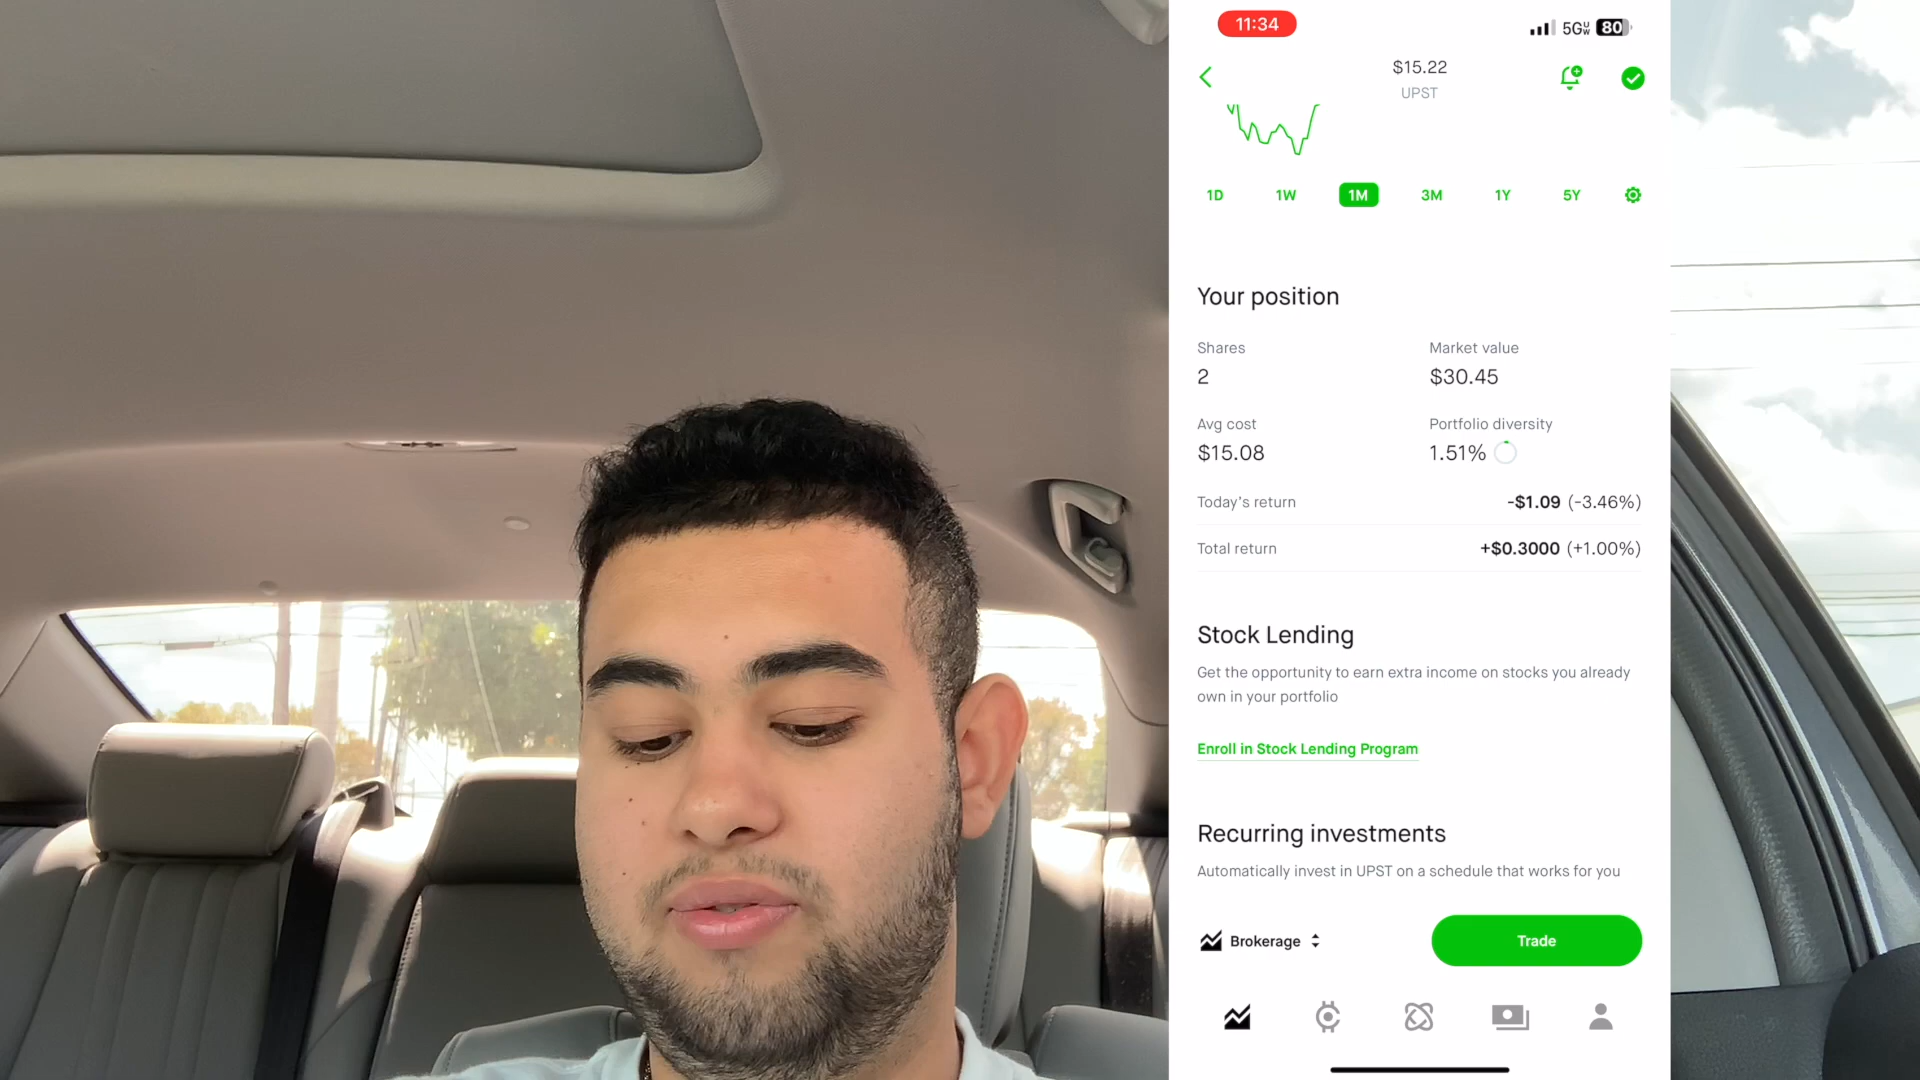 11:34
5GUW
80
$15.22
UPST
1D 1W 1M 3M 1Y 5Y
Your position
Shares
2
Market value
$30.45
Avg cost
$15.08
Portfolio diversity
1.51%
Today's return -$1.09 (-3.46%)
Total return +$0.3000 (+1.00%)
Stock Lending
Get the opportunity to earn extra income on stocks you already
own in your portfolio
Enroll in Stock Lending Program
Recurring investments
Automatically invest in UPST on a schedule that works for you
Brokerage
Trade